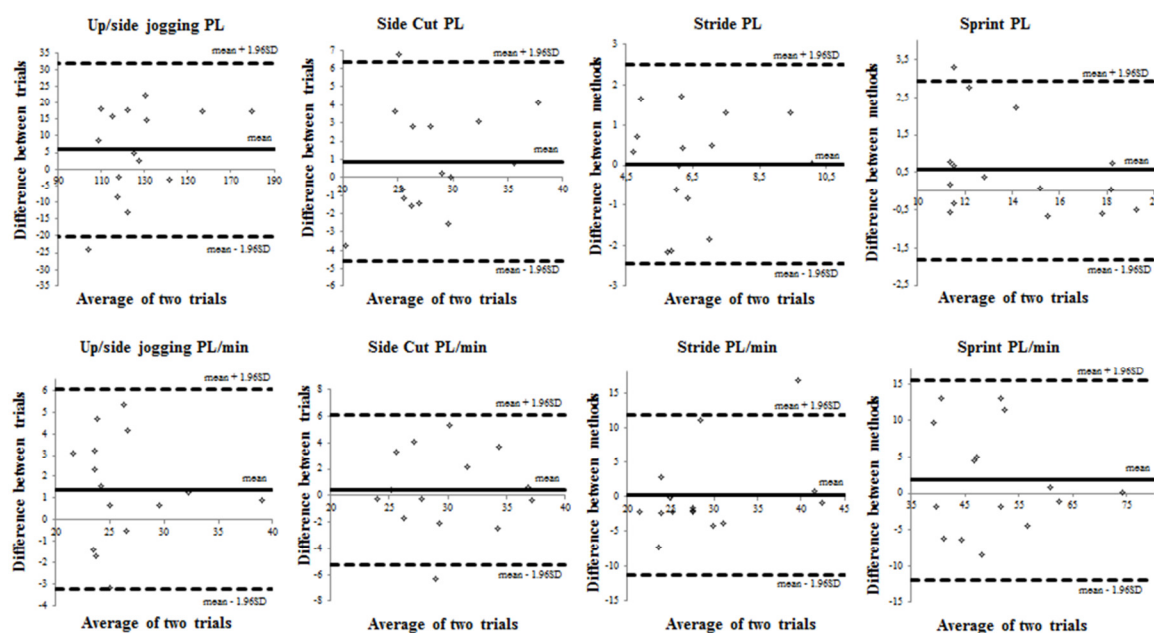 Up/side jogging PL
35
30
25
20
15
10
5
0
-5
-10
-15
-20
-25
-30
-35
90 110 130 150 170 190
mean + 1.96SD
mean
mean - 1.96SD
Difference between trials
Average of two trials
Side Cut PL
7
6
5
4
3
2
1
0
-1
-2
-3
-4
-5
-6
20 25 30 35 40
mean + 1.96SD
mean
mean - 1.96SD
Difference between trials
Average of two trials
Stride PL
3
2
1
0
-1
-2
-3
4,5 6,5 8,5 10,5
mean + 1.96SD
mean
mean - 1.96SD
Difference between methods
Average of two trials
Sprint PL
3,5
2,5
1,5
0,5
-0,5
-1,5
-2,5
10 12 14 16 18 20
mean + 1.96SD
mean
mean - 1.96SD
Difference between methods
Average of two trials
Up/side jogging PL/min
6
5
4
3
2
1
0
-1
-2
-3
-4
20 25 30 35 40
mean + 1.96SD
mean
mean - 1.96SD
Difference between trials
Average of two trials
Side Cut PL/min
8
6
4
2
0
-2
-4
-6
-8
20 25 30 35 40
mean + 1.96SD
mean
mean - 1.96SD
Difference between trials
Average of two trials
Stride PL/min
15
10
5
0
-5
-10
-15
20 25 30 35 40 45
mean + 1.96SD
mean
mean - 1.96SD
Difference between methods
Average of two trials
Sprint PL/min
15
10
5
0
-5
-10
-15
35 45 55 65 75
mean + 1.96SD
mean
mean - 1.96SD
Difference between methods
Average of two trials